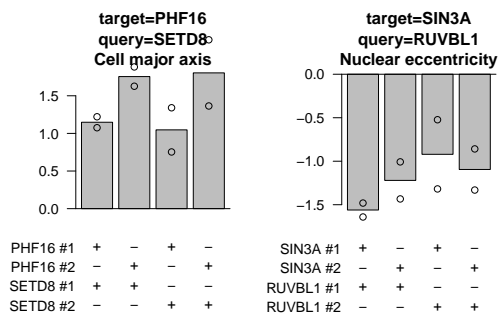 target=PHF16
query=SETD8
Cell major axis
1.5
1.0
0.5
0.0
PHF16 #1 + − + −
PHF16 #2 − + − +
SETD8 #1 + + − −
SETD8 #2 − − + +
target=SIN3A
query=RUVBL1
Nuclear eccentricity
0.0
−0.5
−1.0
−1.5
SIN3A #1 + − + −
SIN3A #2 − + − +
RUVBL1 #1 + + − −
RUVBL1 #2 − − + +